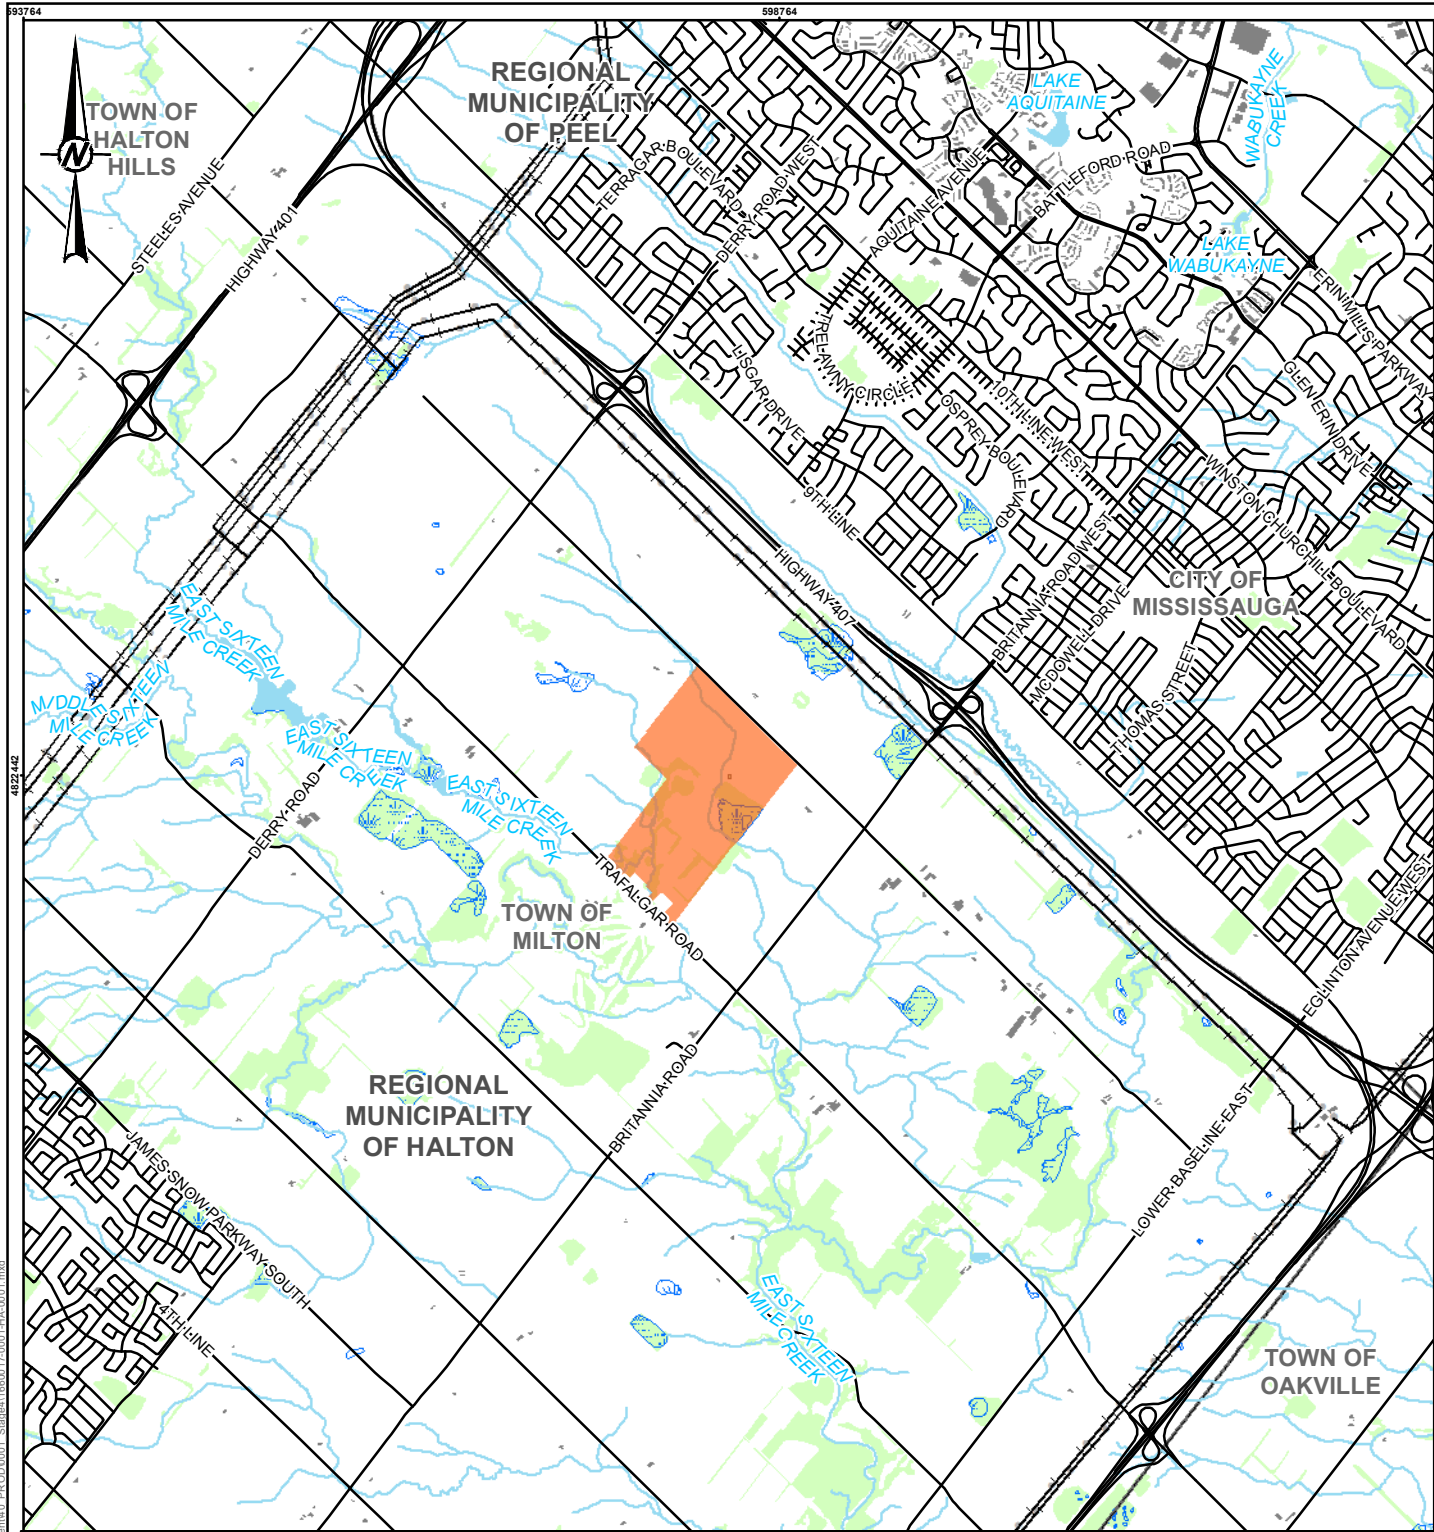 593764
598764
4822442
N
TOWN OF
HALTON
HILLS
REGIONAL
MUNICIPALITY
OF PEEL
LAKE
AQUITAINE
WABUKAYNE
CREEK
STEELES AVENUE
HIGHWAY 401
TERRAGAR BOULEVARD
DERRY ROAD WEST
AQUITAINE AVENUE
BATTLEFORD ROAD
LAKE
WABUKAYNE
ERIN MILLS PARKWAY
GLEN ERIN DRIVE
TRELAWNY CIRCLE
LISGAR DRIVE
OSPREY BOULEVARD
10TH LINE WEST
WINSTON CHURCHILL BOULEVARD
9TH LINE
HIGHWAY 407
BRITANNIA ROAD WEST
MCDOWELL DRIVE
THOMAS STREET
CITY OF
MISSISSAUGA
EAST SIXTEEN
MILE CREEK
MIDDLE SIXTEEN
MILE CREEK
EAST SIXTEEN
MILE CREEK
EAST SIXTEEN
MILE CREEK
DERRY ROAD
TRAFALGAR ROAD
TOWN OF
MILTON
EGLINTON AVENUE WEST
REGIONAL
MUNICIPALITY
OF HALTON
BRITANNIA ROAD
LOWER BASE LINE EAST
JAMES SNOW PARKWAY SOUTH
4TH LINE
EAST SIXTEEN
MILE CREEK
TOWN OF
OAKVILLE